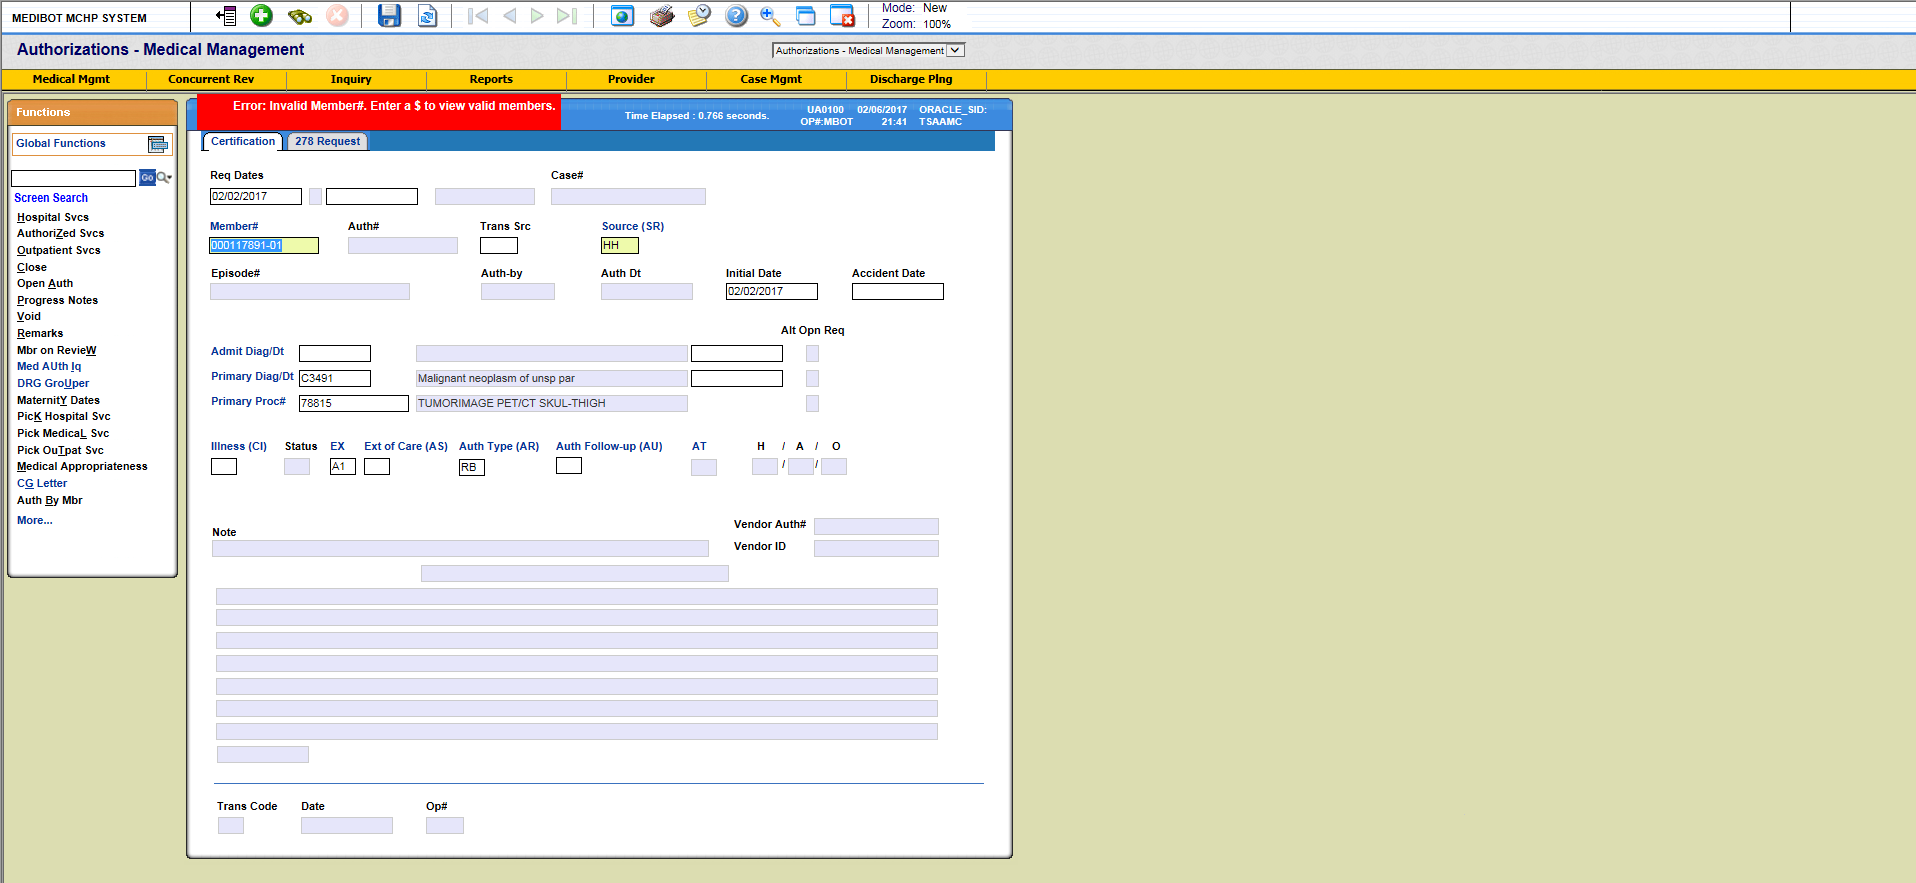 MEDIBOT MCHP SYSTEM
Mode: New
Zoom: 100%
Authorizations - Medical Management
Authorizations - Medical Management
Medical Mgmt
Concurrent Rev
Inquiry
Reports
Provider
Case Mgmt
Discharge Plng
Functions
Global Functions
Go
Screen Search
Hospital Svcs
AuthoriZed Svcs
Outpatient Svcs
Close
Open Auth
Progress Notes
Void
Remarks
Mbr on RevieW
Med AUth Iq
DRG GroUper
MaternitY Dates
PicK Hospital Svc
Pick MedicaL Svc
Pick OuTpat Svc
Medical Appropriateness
CG Letter
Auth By Mbr
More...
Error: Invalid Member#. Enter a $ to view valid members.
Time Elapsed : 0.766 seconds.
UA0100 02/06/2017 ORACLE_SID:
OP#:MBOT 21:41 TSAAMC
Certification
278 Request
Req Dates
Case#
02/02/2017
Member#
Auth#
Trans Src
Source (SR)
000117891-01
HH
Episode#
Auth-by
Auth Dt
Initial Date
Accident Date
02/02/2017
Alt Opn Req
Admit Diag/Dt
Primary Diag/Dt
C3491
Malignant neoplasm of unsp par
Primary Proc#
78815
TUMORIMAGE PET/CT SKUL-THIGH
Illness (CI)
Status
EX
Ext of Care (AS)
Auth Type (AR)
Auth Follow-up (AU)
AT
H / A / O
A1
RB
/ /
Vendor Auth#
Note
Vendor ID
Trans Code
Date
Op#